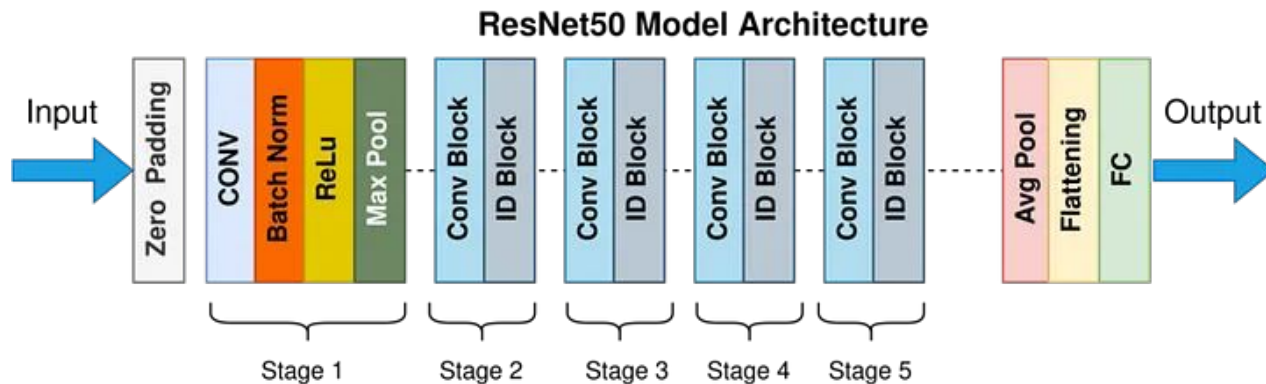 ResNet50 Model Architecture
Input
Zero Padding
CONV
Batch Norm
ReLu
Max Pool
Conv Block
ID Block
Conv Block
ID Block
Conv Block
ID Block
Conv Block
ID Block
Avg Pool
Flattening
FC
Output
Stage 1
Stage 2
Stage 3
Stage 4
Stage 5